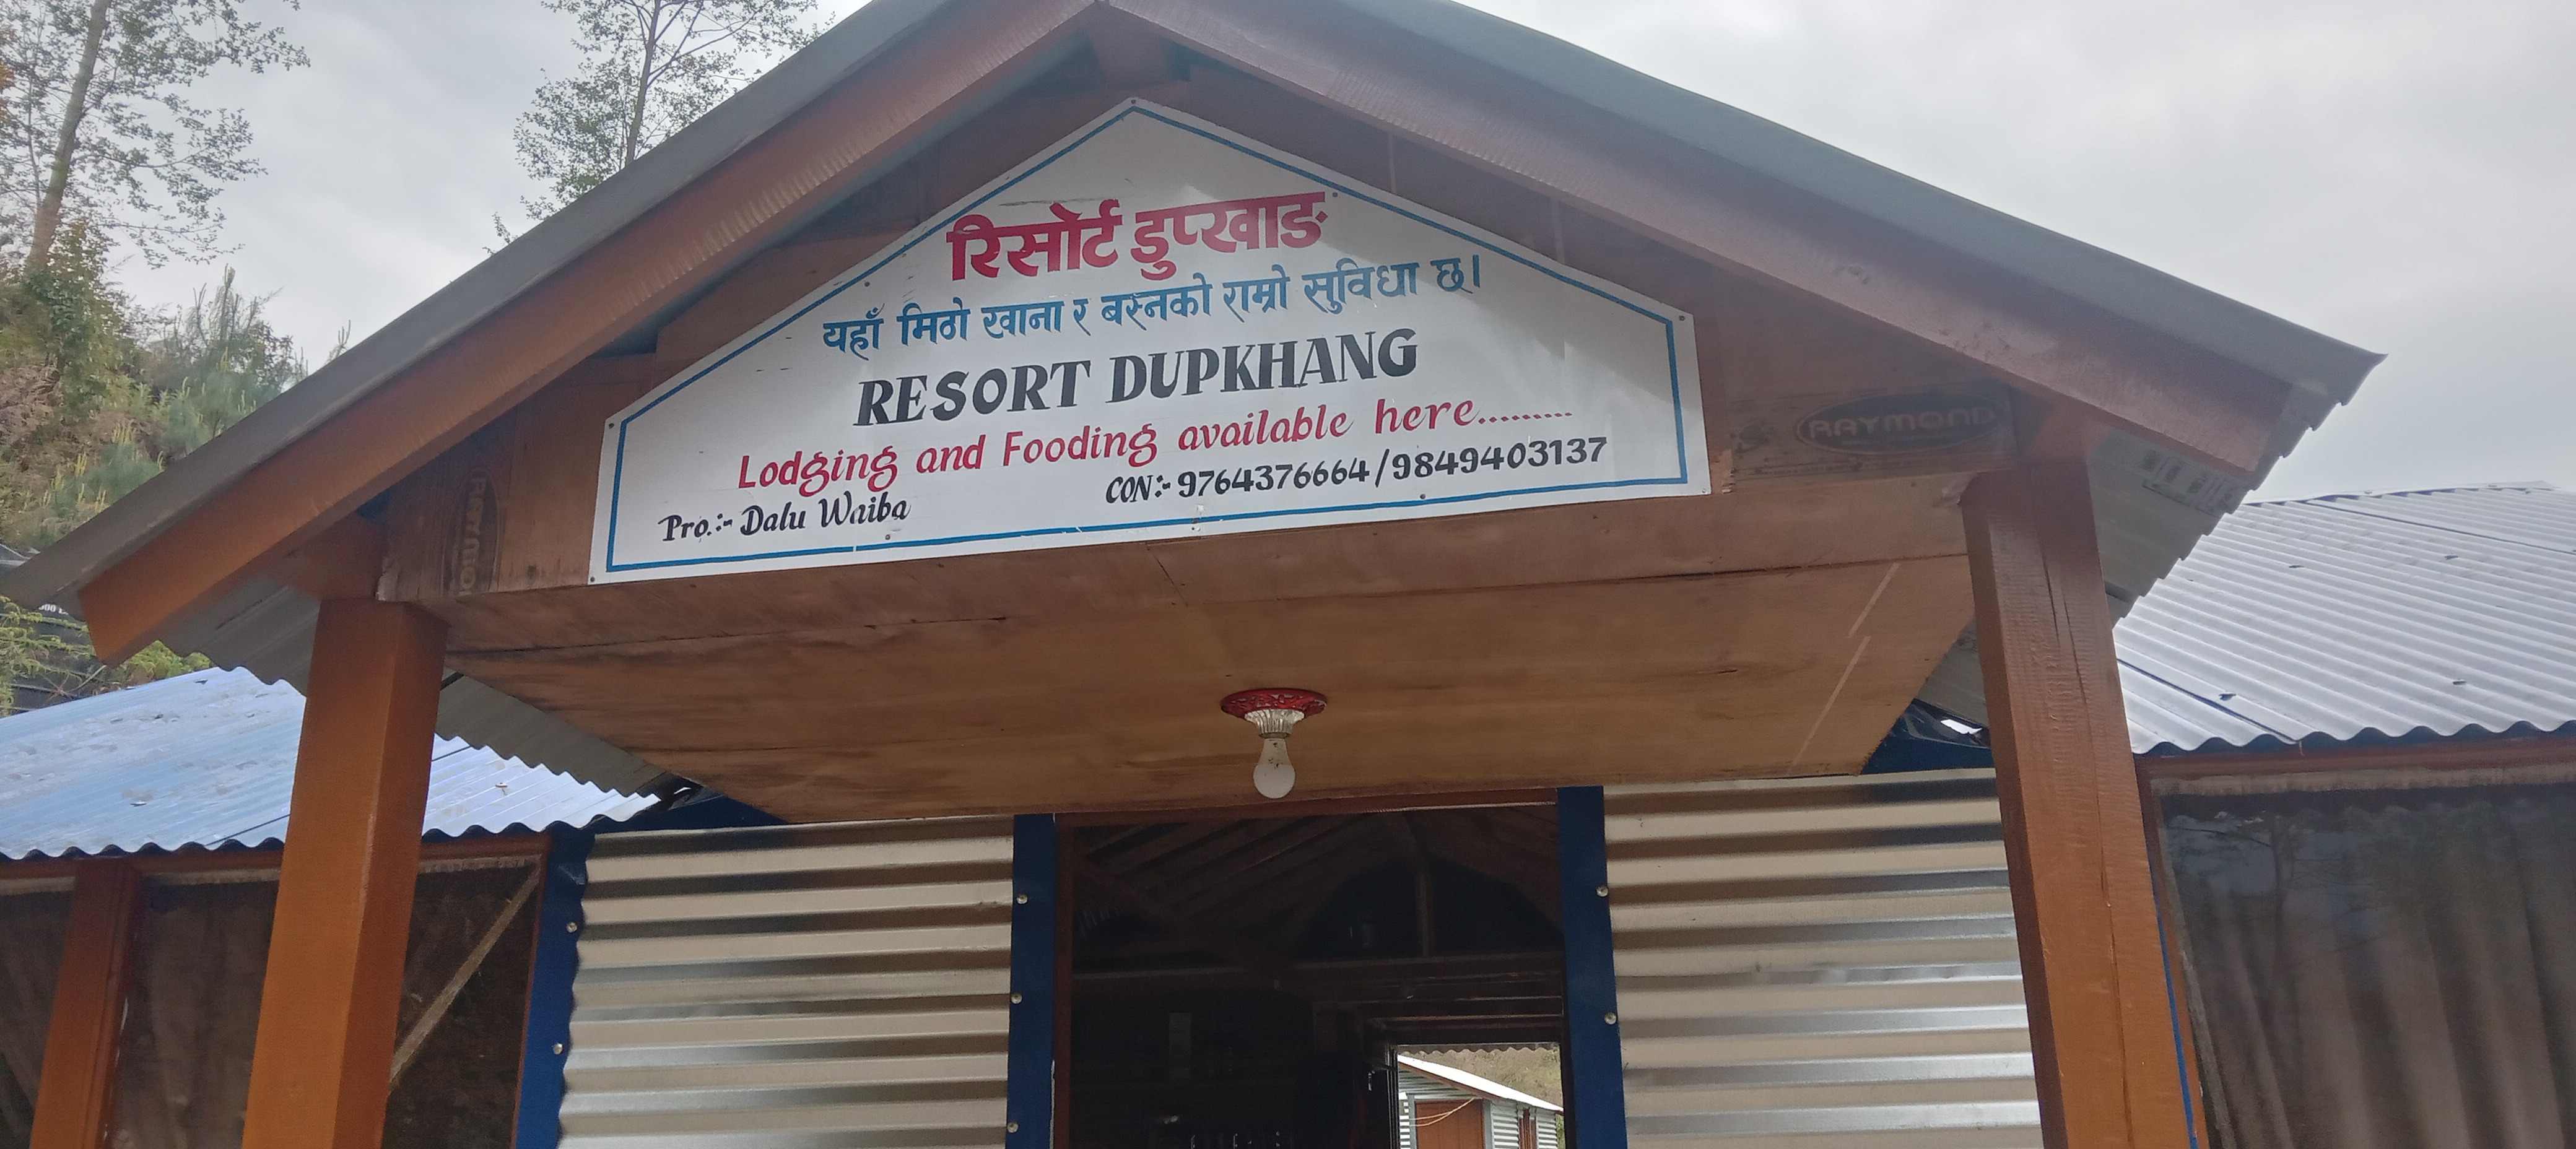 रिसोर्ट डुप्खाङ
यहाँ मिठो खाना र बस्नको राम्रो सुविधा छ।
RESORT DUPKHANG
Lodging and Fooding available here.........
Pro.:- Dalu Waiba
CON:- 9764376664/9849403137
RAYMOND